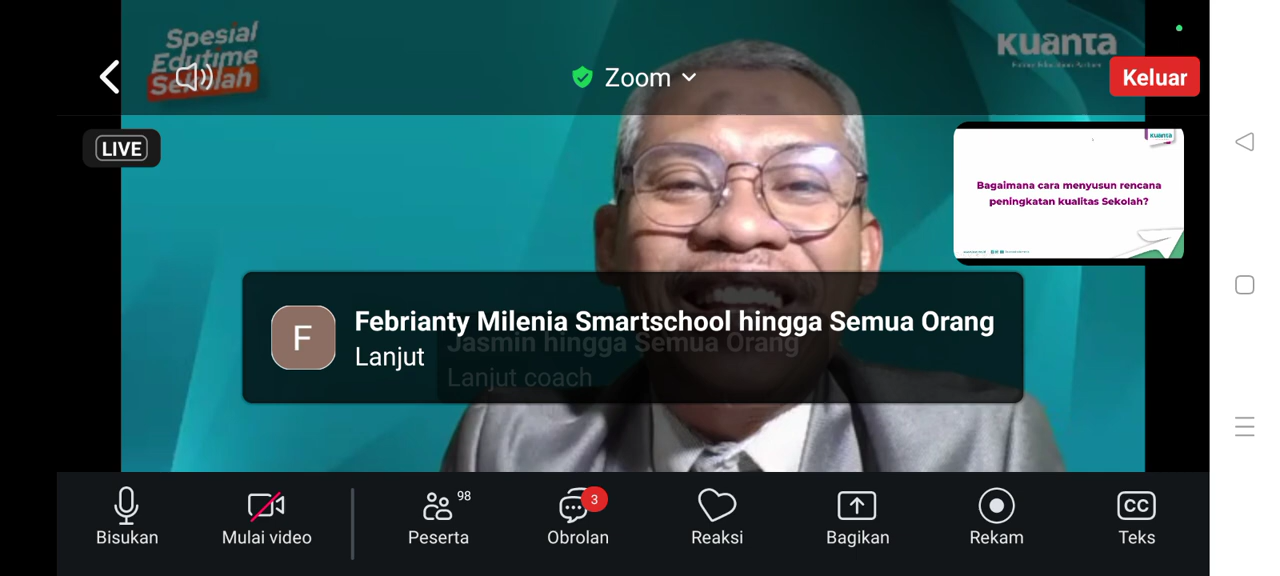 Spesial
Edutime
Sekolah
Zoom
kuanta
Keluar
LIVE
kuanta
Bagaimana cara menyusun rencana
peningkatan kualitas Sekolah?
F
Febrianty Milenia Smartschool hingga Semua Orang
Lanjut
Jasmin hingga Semua Orang
Lanjut coach
98
3
Bisukan
Mulai video
Peserta
Obrolan
Reaksi
Bagikan
Rekam
CC
Teks